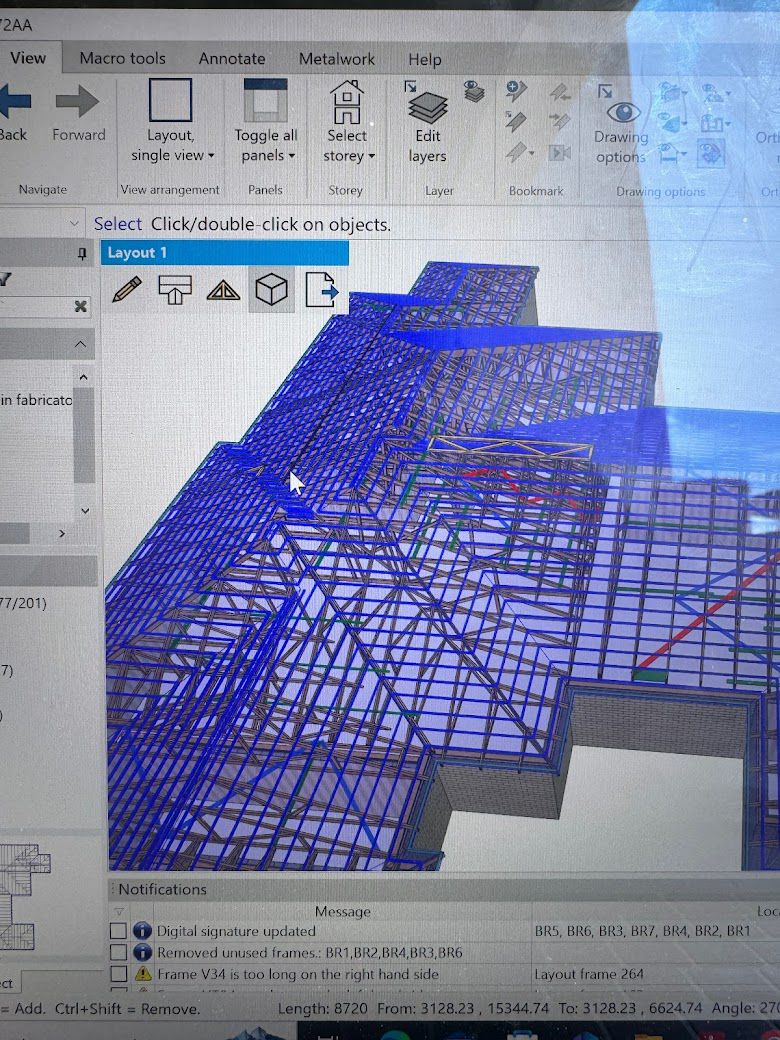 72AA
View Macro tools Annotate Metalwork Help
Back Forward
Layout, single view
Toggle all panels
Select storey
Edit layers
Drawing options
Navigate View arrangement Panels Storey Layer Bookmark Drawing options
Select Click/double-click on objects.
Layout 1
in fabricato
77/201)
7)
)
Notifications
Message Loc
Digital signature updated BR5, BR6, BR3, BR7, BR4, BR2, BR1
Removed unused frames.: BR1,BR2,BR4,BR3,BR6
Frame V34 is too long on the right hand side Layout frame 264
ct
= Add. Ctrl+Shift = Remove. Length: 8720 From: 3128.23 , 15344.74 To: 3128.23 , 6624.74 Angle: 270